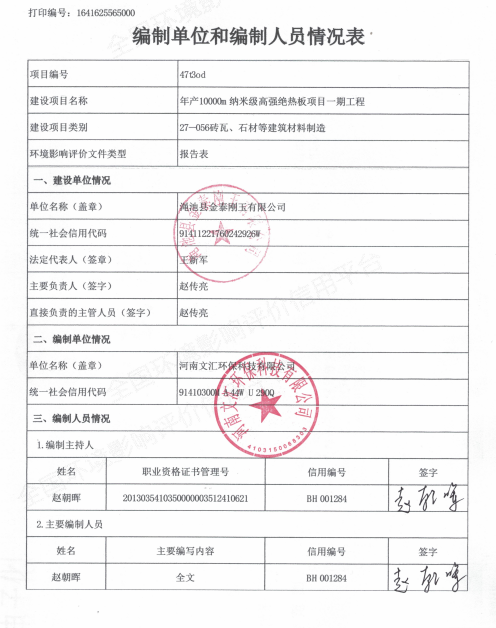 打印编号：1641625565000
编制单位和编制人员情况表
项目编号 47t3od
建设项目名称 年产10000m 纳米级高强绝热板项目一期工程
建设项目类别 27—056砖瓦、石材等建筑材料制造
环境影响评价文件类型 报告表
一、建设单位情况
单位名称（盖章） 渑池县金泰刚玉有限公司
统一社会信用代码 91411221760242926W
法定代表人（签章） 王新军
主要负责人（签字） 赵传亮
直接负责的主管人员（签字） 赵传亮
二、编制单位情况
单位名称（盖章） 河南文汇环保科技有限公司
统一社会信用代码
河南文汇环保科技有限公司
三、编制人员情况
1.编制主持人
姓名 职业资格证书管理号 信用编号 签字
赵朝晖 2013035410350000003512410621 BH 001284 赵朝晖
2.主要编制人员
姓名 主要编写内容 信用编号 签字
赵朝晖 全文 BH 001284 赵朝晖